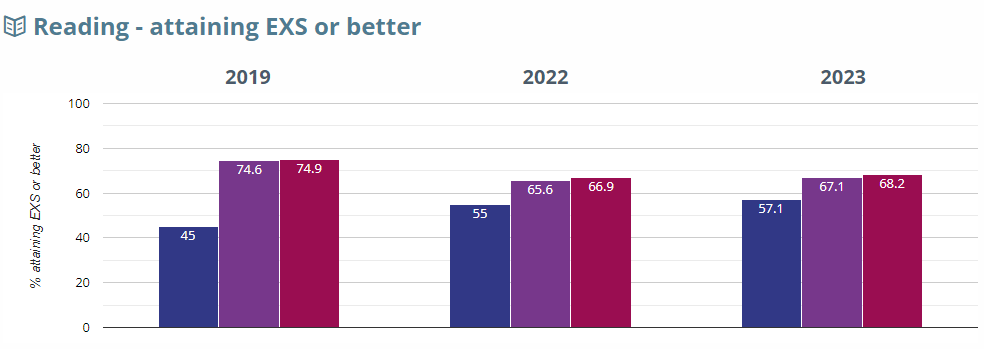 Reading - attaining EXS or better
2019 2022 2023
% attaining EXS or better
100
80
60
40
20
0
45 74.6 74.9
55 65.6 66.9
57.1 67.1 68.2